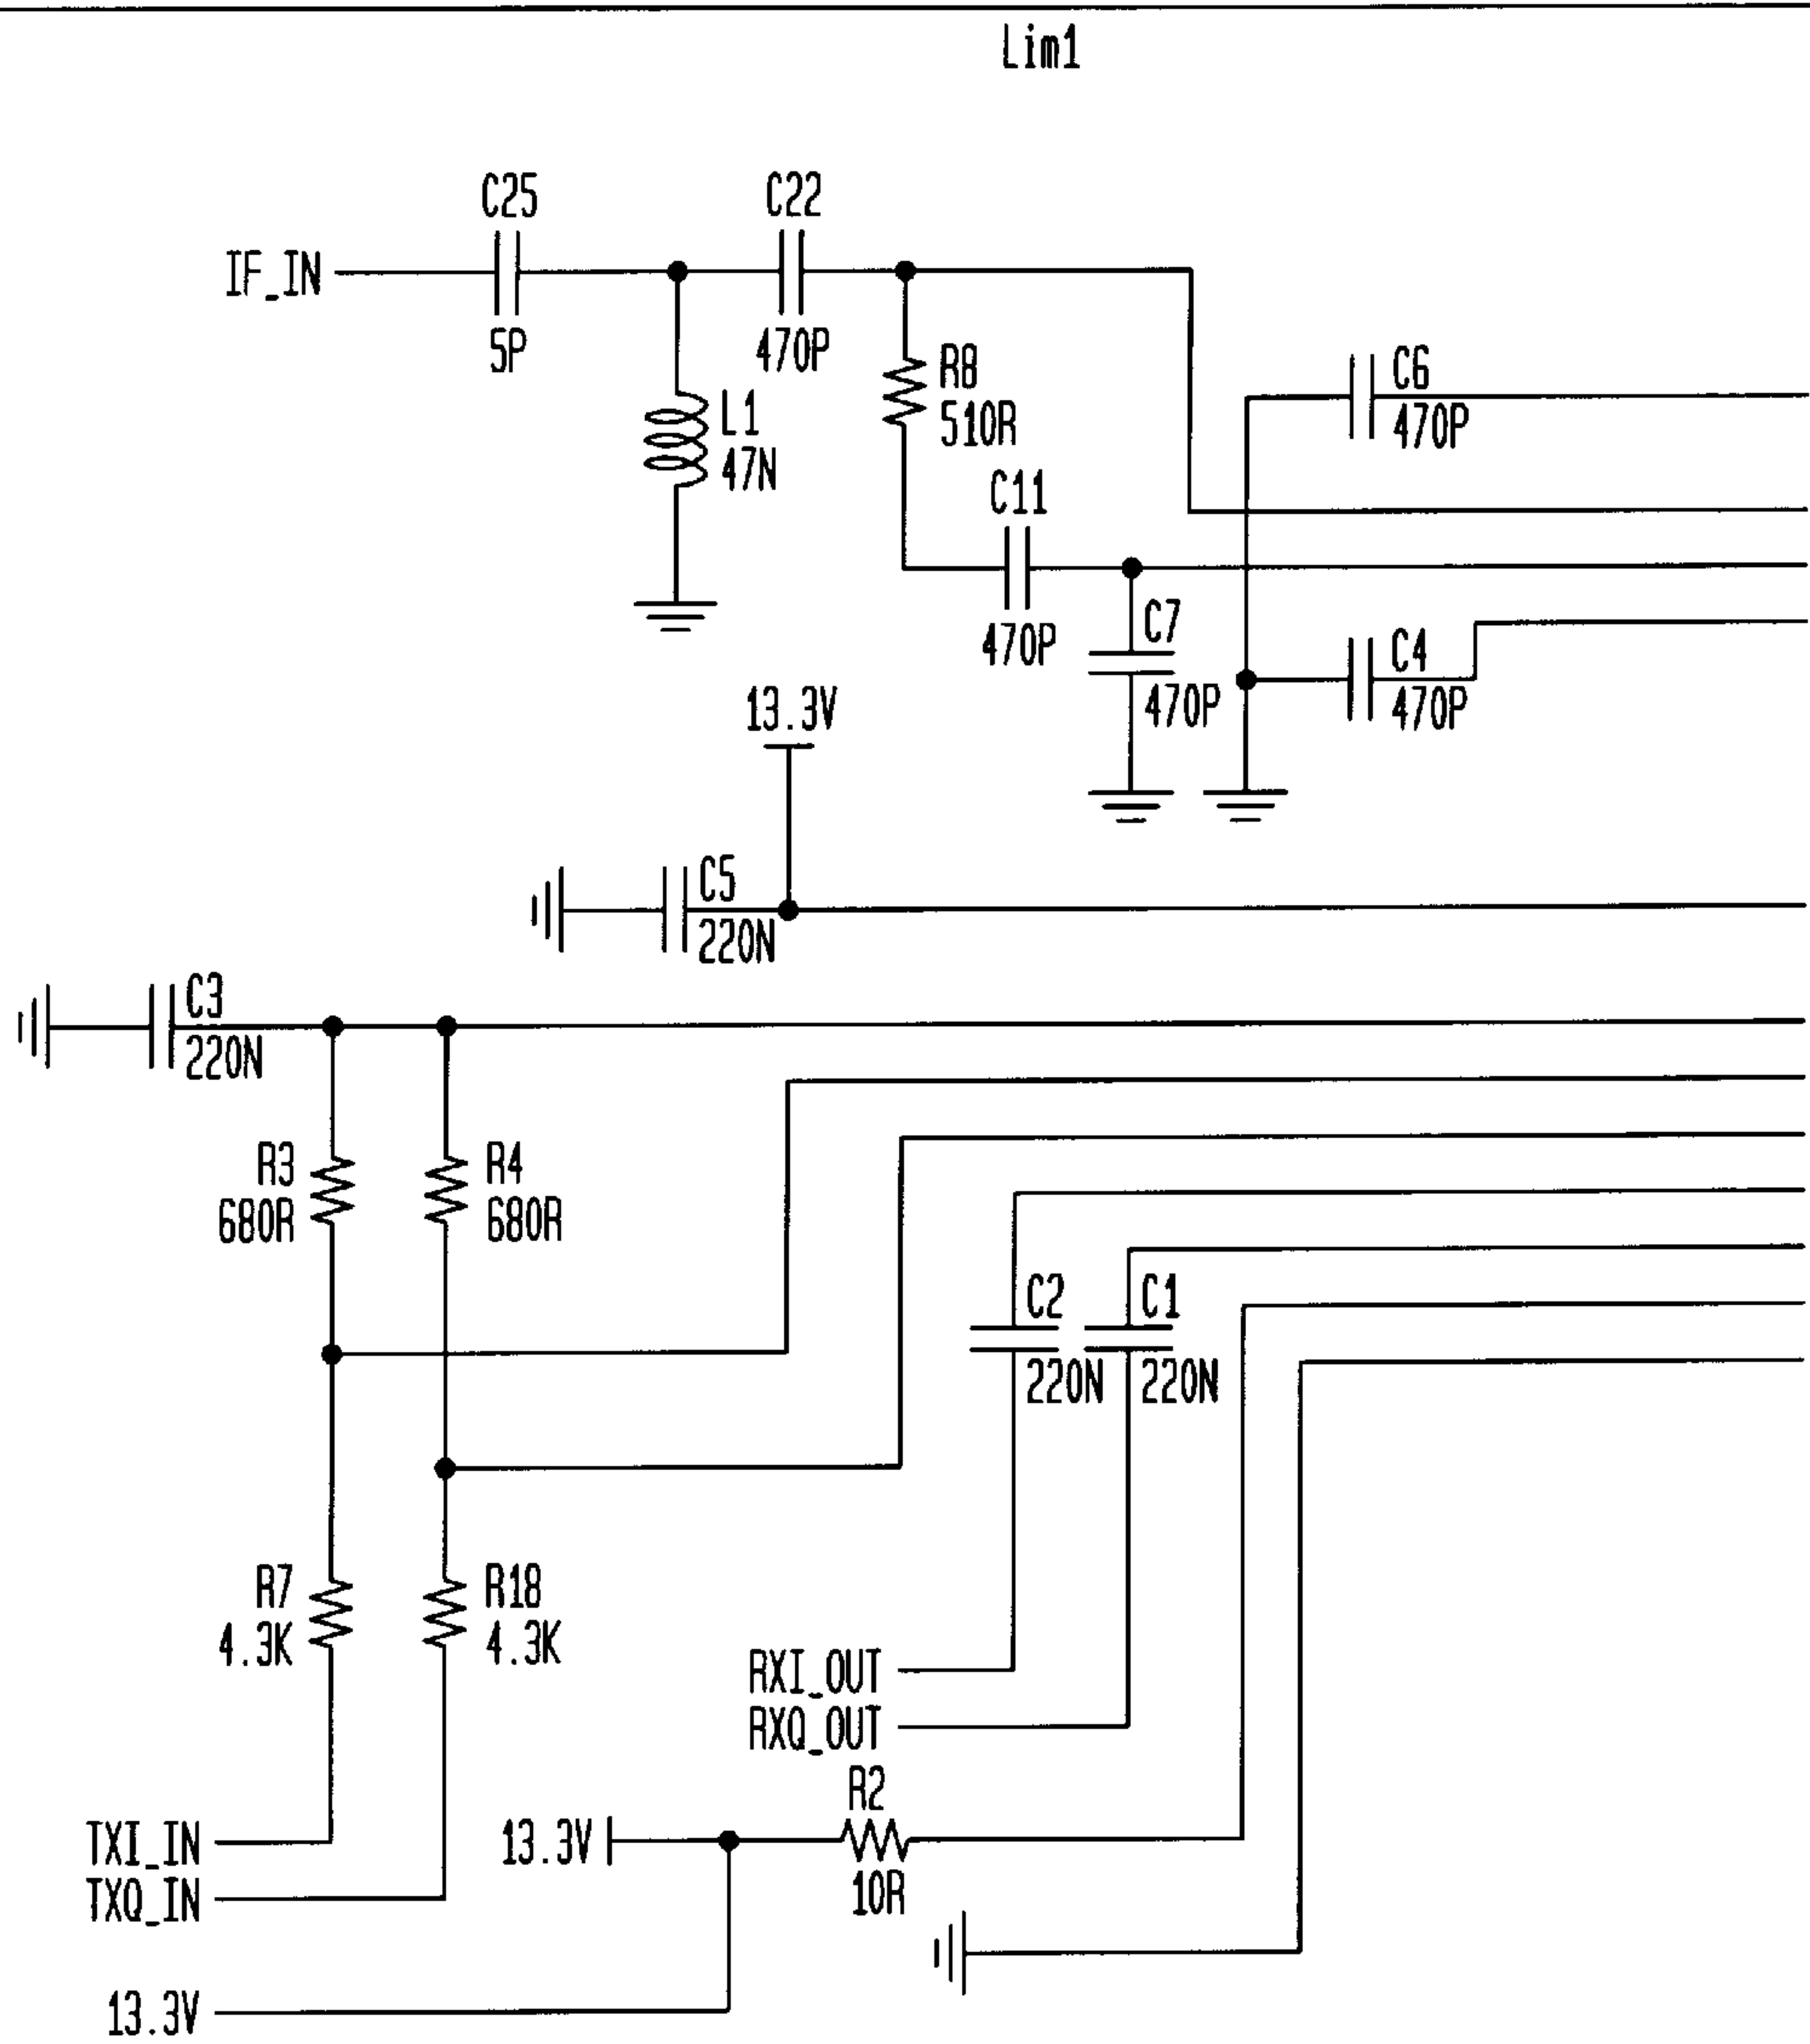 Lim1
C25
C22
IF_IN
5P
470P
R8
510R
C6
470P
L1
47N
C11
470P
C7
470P
C4
470P
13.3V
C5
220N
C3
220N
R3
680R
R4
680R
C2
220N
C1
220N
R7
4.3K
R18
4.3K
RXI_OUT
RXQ_OUT
R2
10R
TXI_IN
TXQ_IN
13.3V
13.3V